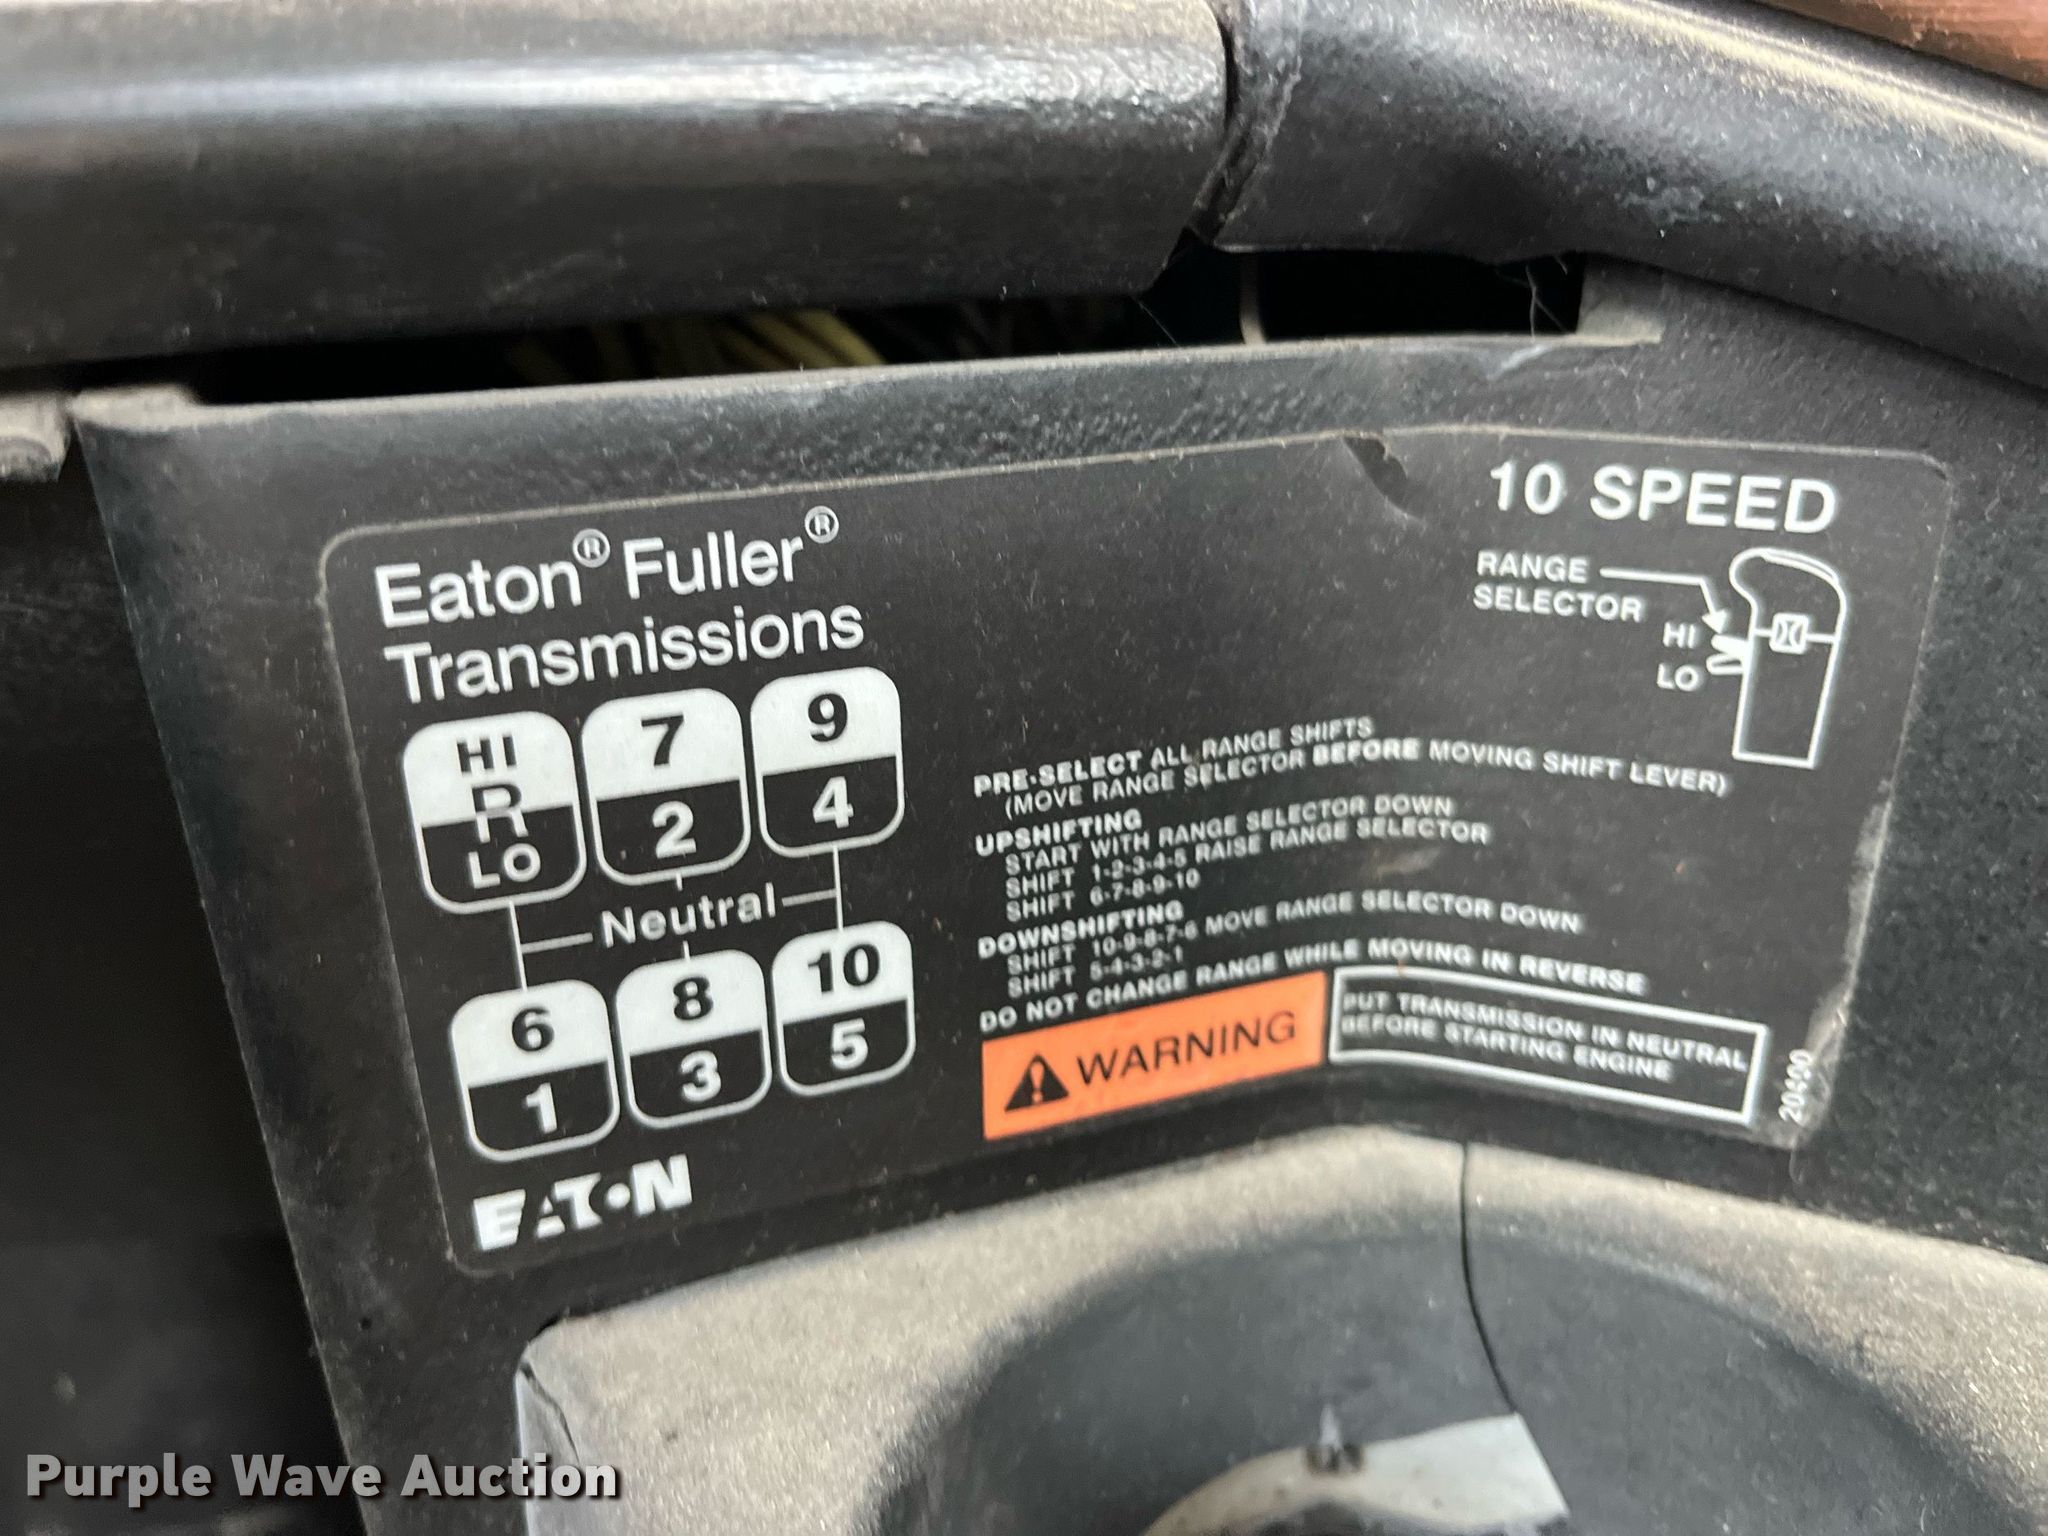 Eaton® Fuller®
Transmissions
HI
R
LO
7
2
9
4
Neutral
6
1
8
3
10
5
EATON
10 SPEED
RANGE
SELECTOR
HI
LO
PRE-SELECT ALL RANGE SHIFTS
(MOVE RANGE SELECTOR BEFORE MOVING SHIFT LEVER)
UPSHIFTING
START WITH RANGE SELECTOR DOWN
SHIFT 1-2-3-4-5 RAISE RANGE SELECTOR
SHIFT 6-7-8-9-10
DOWNSHIFTING
SHIFT 10-9-8-7-6 MOVE RANGE SELECTOR DOWN
SHIFT 5-4-3-2-1
DO NOT CHANGE RANGE WHILE MOVING IN REVERSE
WARNING
PUT TRANSMISSION IN NEUTRAL
BEFORE STARTING ENGINE
Purple Wave Auction